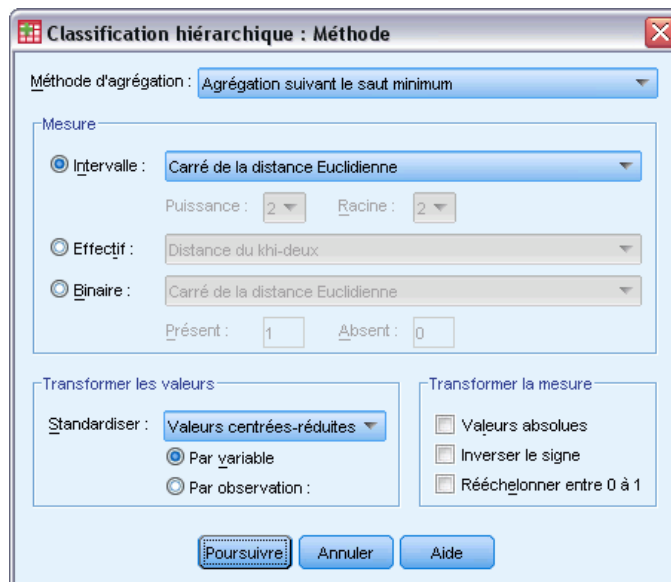 Classification hiérarchique : Méthode
Méthode d'agrégation : Agrégation suivant le saut minimum
Mesure
Intervalle : Carré de la distance Euclidienne
Puissance : 2 Racine : 2
Effectif : Distance du khi-deux
Binaire : Carré de la distance Euclidienne
Présent : 1 Absent : 0
Transformer les valeurs
Standardiser : Valeurs centrées-réduites
Par variable
Par observation :
Transformer la mesure
Valeurs absolues
Inverser le signe
Rééchelonner entre 0 à 1
Poursuivre Annuler Aide